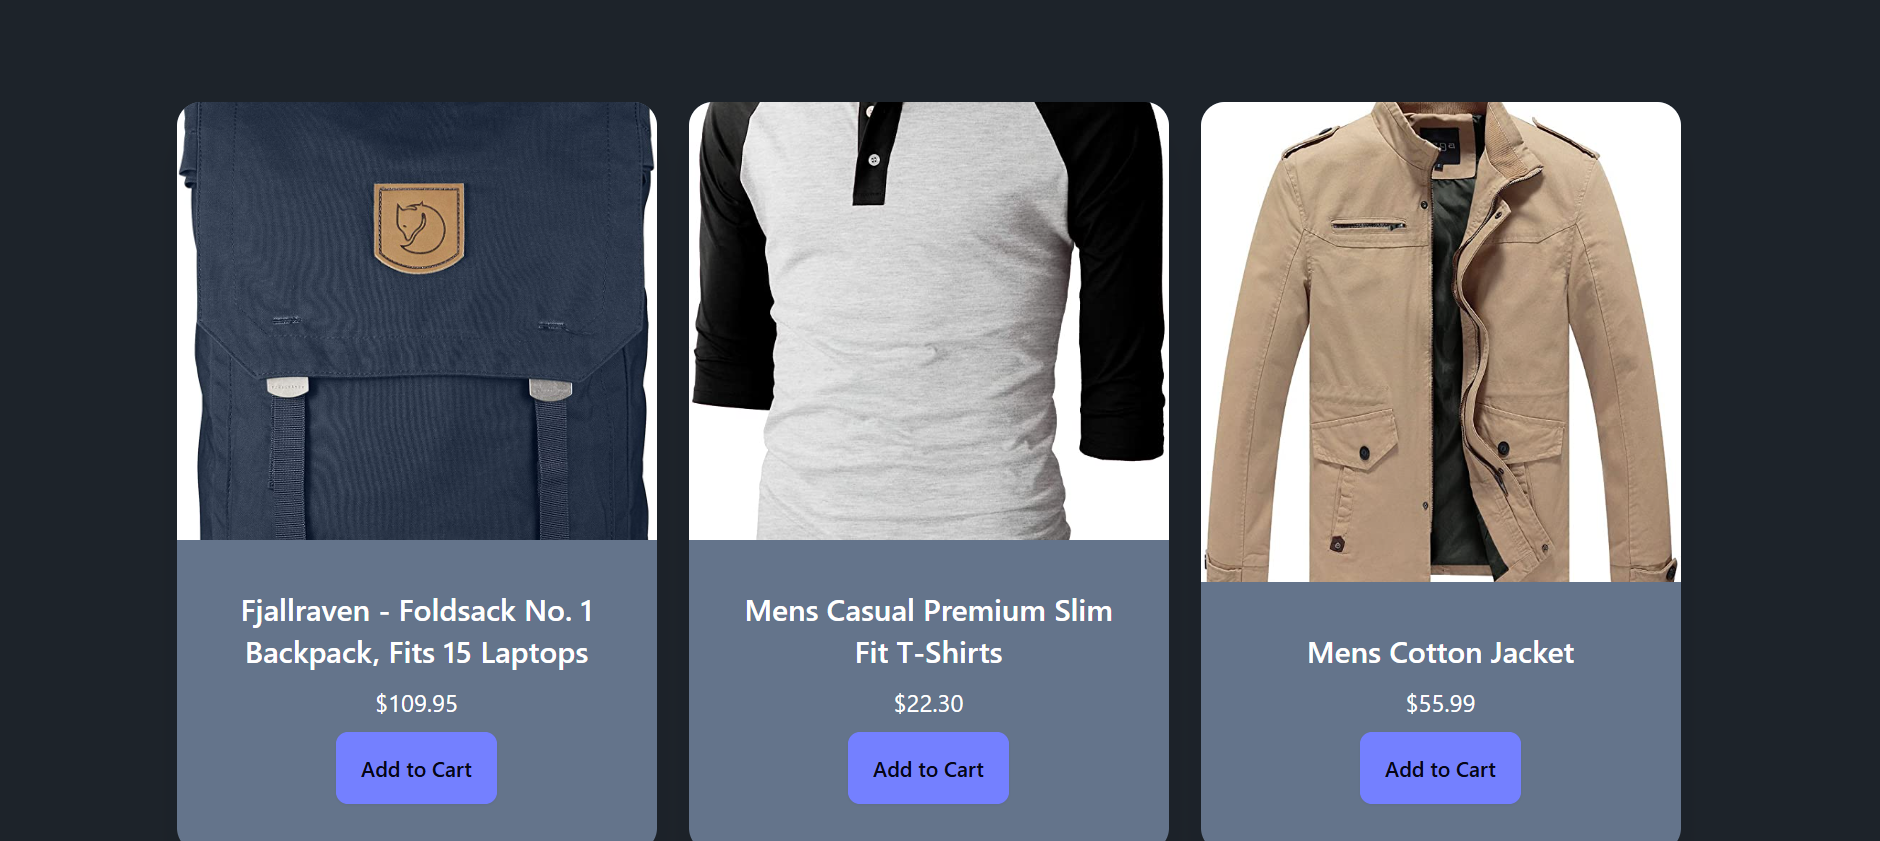 Fjallraven - Foldsack No. 1
Backpack, Fits 15 Laptops
$109.95
Add to Cart
Mens Casual Premium Slim
Fit T-Shirts
$22.30
Add to Cart
Mens Cotton Jacket
$55.99
Add to Cart